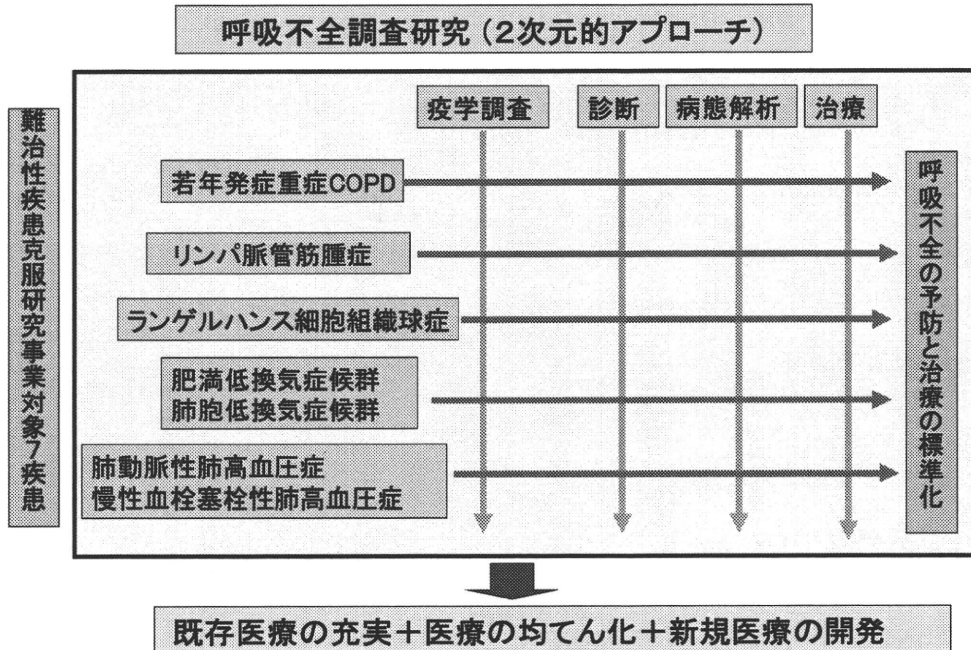 呼吸不全調査研究（２次元的アプローチ）
難治性疾患克服研究事業対象７疾患
疫学調査
診断
病態解析
治療
若年発症重症COPD
リンパ脈管筋腫症
ランゲルハンス細胞組織球症
肥満低換気症候群
肺胞低換気症候群
肺動脈性肺高血圧症
慢性血栓塞栓性肺高血圧症
呼吸不全の予防と治療の標準化
既存医療の充実＋医療の均てん化＋新規医療の開発